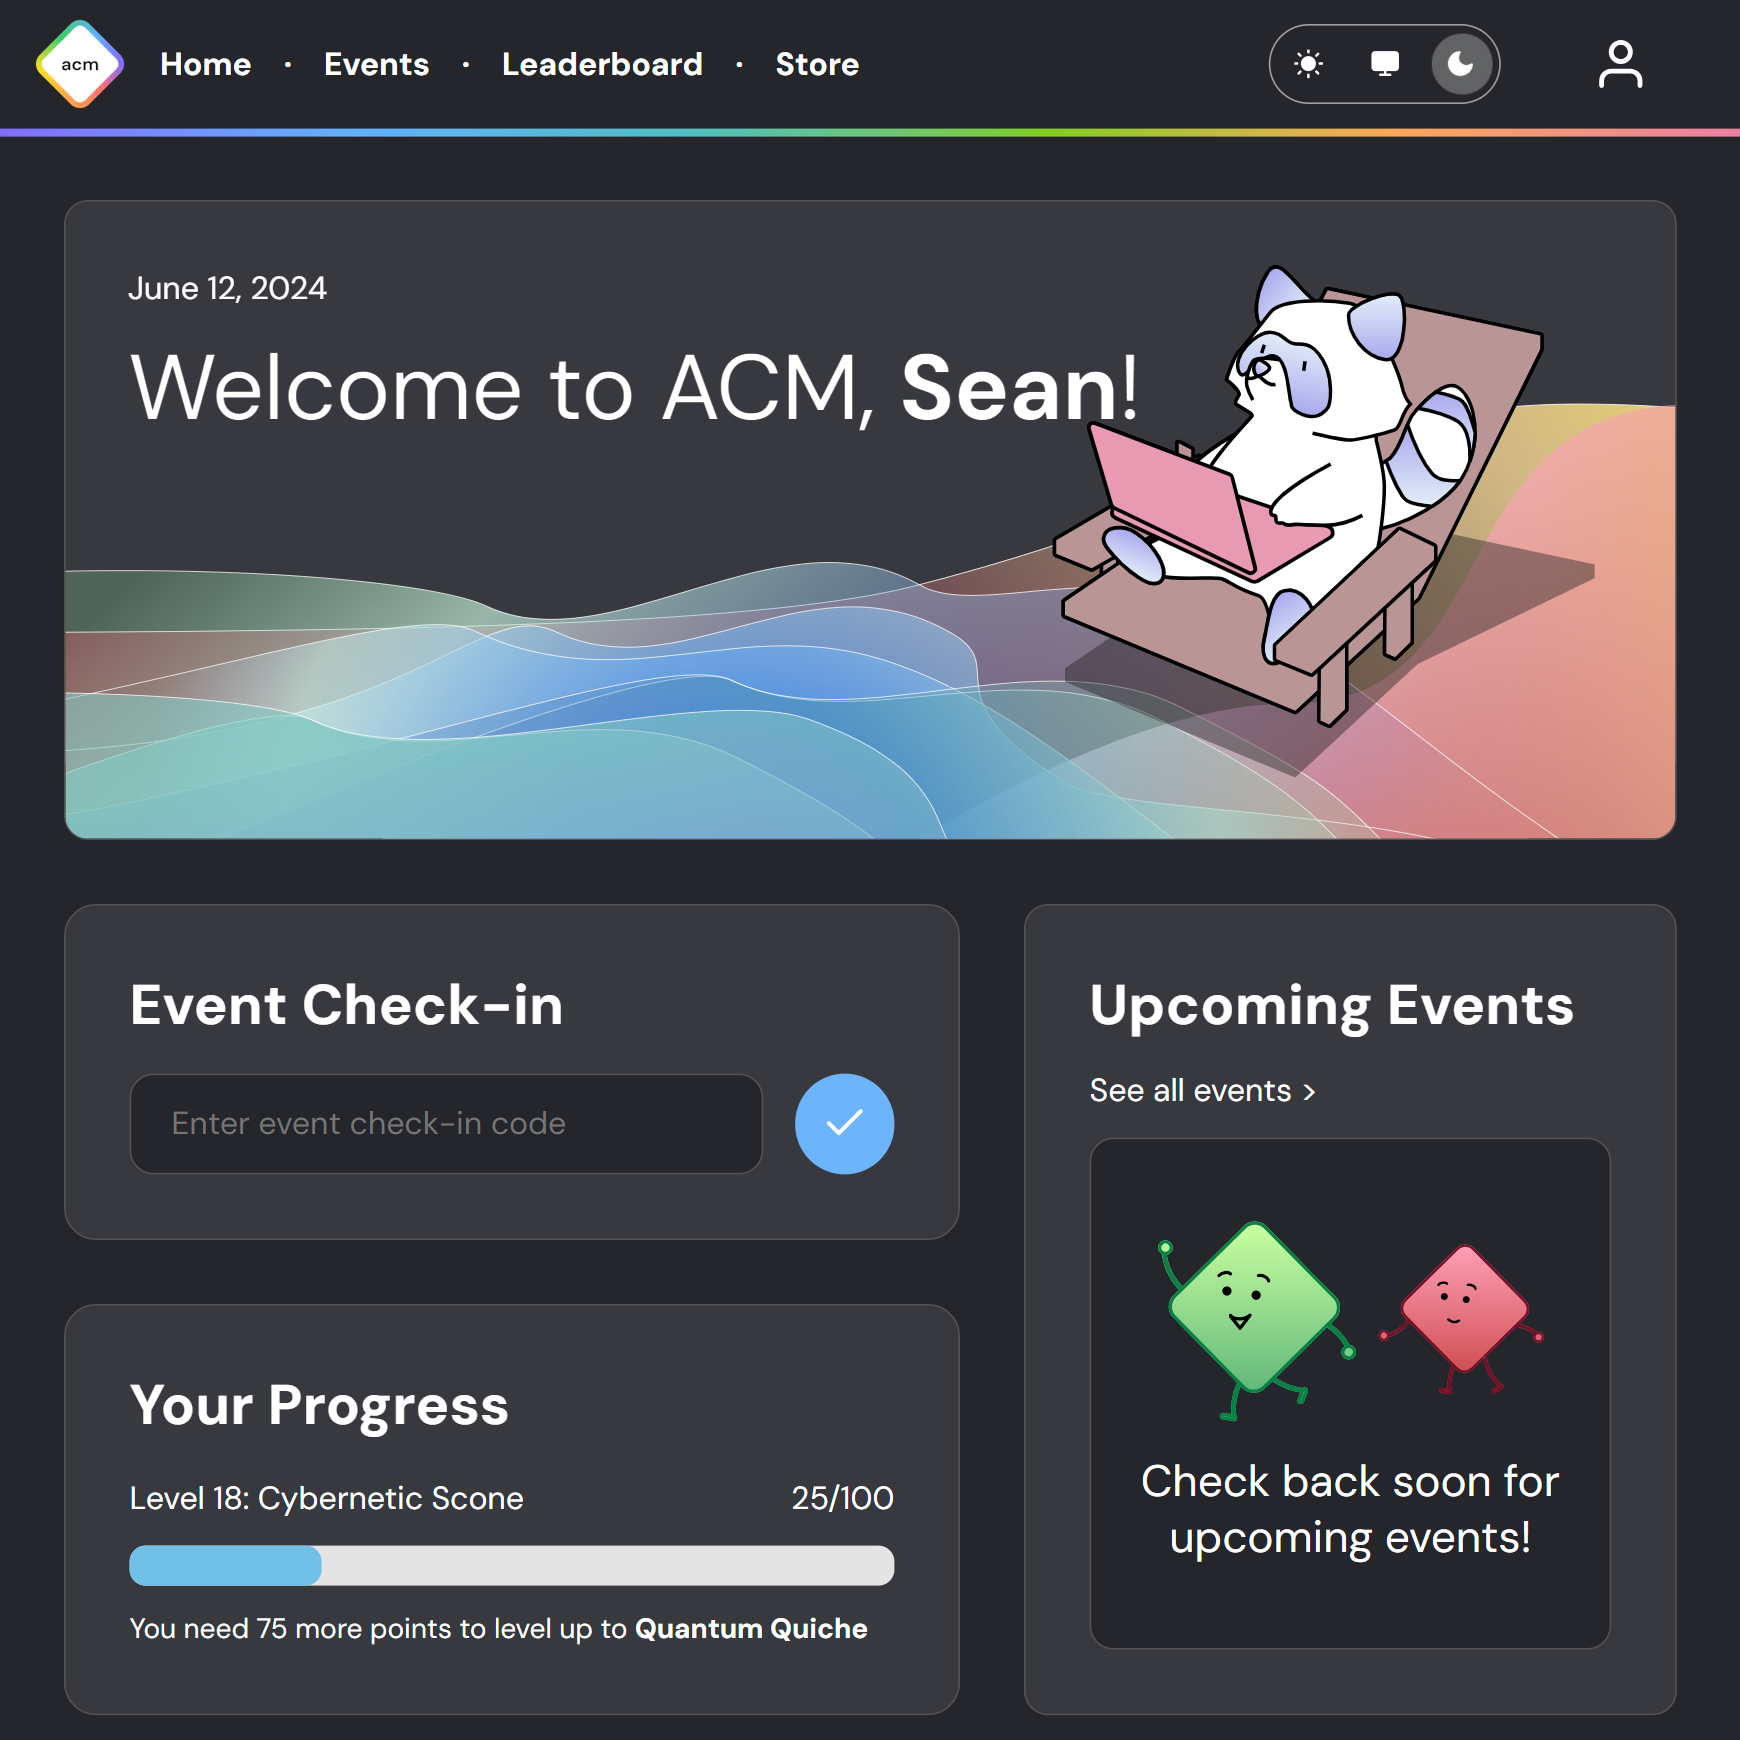 acm
Home · Events · Leaderboard · Store
June 12, 2024
Welcome to ACM, Sean!
Event Check-in
Enter event check-in code
Your Progress
Level 18: Cybernetic Scone 25/100
You need 75 more points to level up to Quantum Quiche
Upcoming Events
See all events >
Check back soon for
upcoming events!